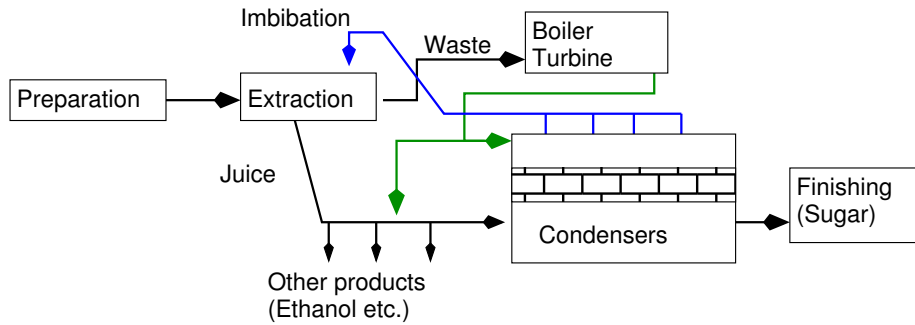 Imbibation
Waste
Boiler
Turbine
Preparation
Extraction
Juice
Condensers
Finishing
(Sugar)
Other products
(Ethanol etc.)